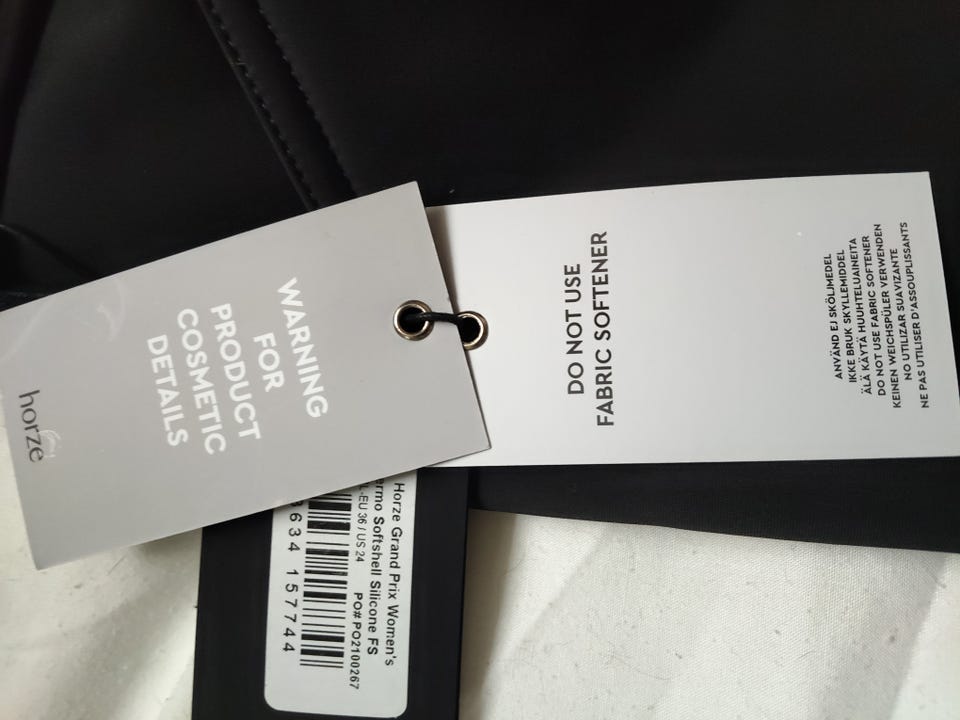 WARNING
FOR
PRODUCT
COSMETIC
DETAILS
horze
DO NOT USE
FABRIC SOFTENER
ANVÄND EJ SKÖLJMEDEL
IKKE BRUK SKYLLEMIDDEL
ÄLÄ KÄYTÄ HUUHTELUAINEITA
DO NOT USE FABRIC SOFTENER
KEINEN WEICHSPÜLER VERWENDEN
NO UTILIZAR SUAVIZANTE
NE PAS UTILISER D'ASSOUPLISSANTS
Horze Grand Prix Women's
ermo Softshell Silicone FS
-EU 36 / US 24 PO# PO2100267
3634 157744